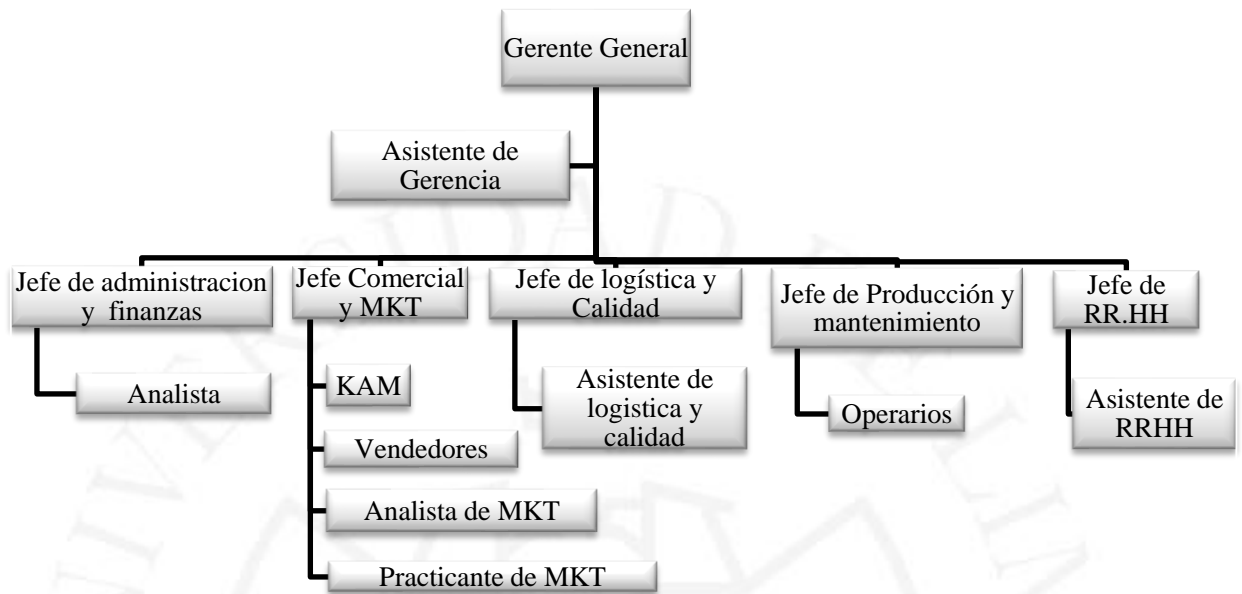 Gerente General
Asistente de
Gerencia
Jefe de administracion
y finanzas
Analista
Jefe Comercial
y MKT
KAM
Vendedores
Analista de MKT
Practicante de MKT
Jefe de logística y
Calidad
Asistente de
logistica y
calidad
Jefe de Producción y
mantenimiento
Operarios
Jefe de
RR.HH
Asistente de
RRHH